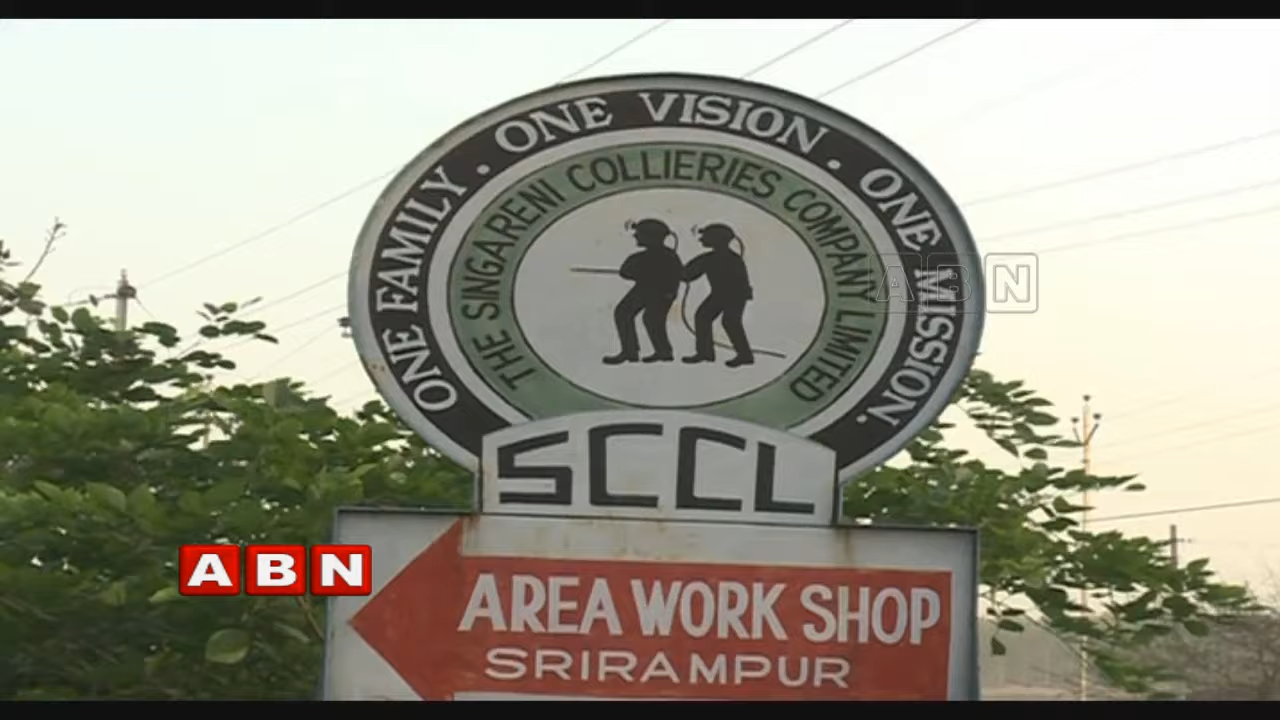 ONE FAMILY . ONE VISION . ONE MISSION.
THE SINGARENI COLLIERIES COMPANY LIMITED
ABN
SCCL
ABN
AREA WORK SHOP
SRIRAMPUR